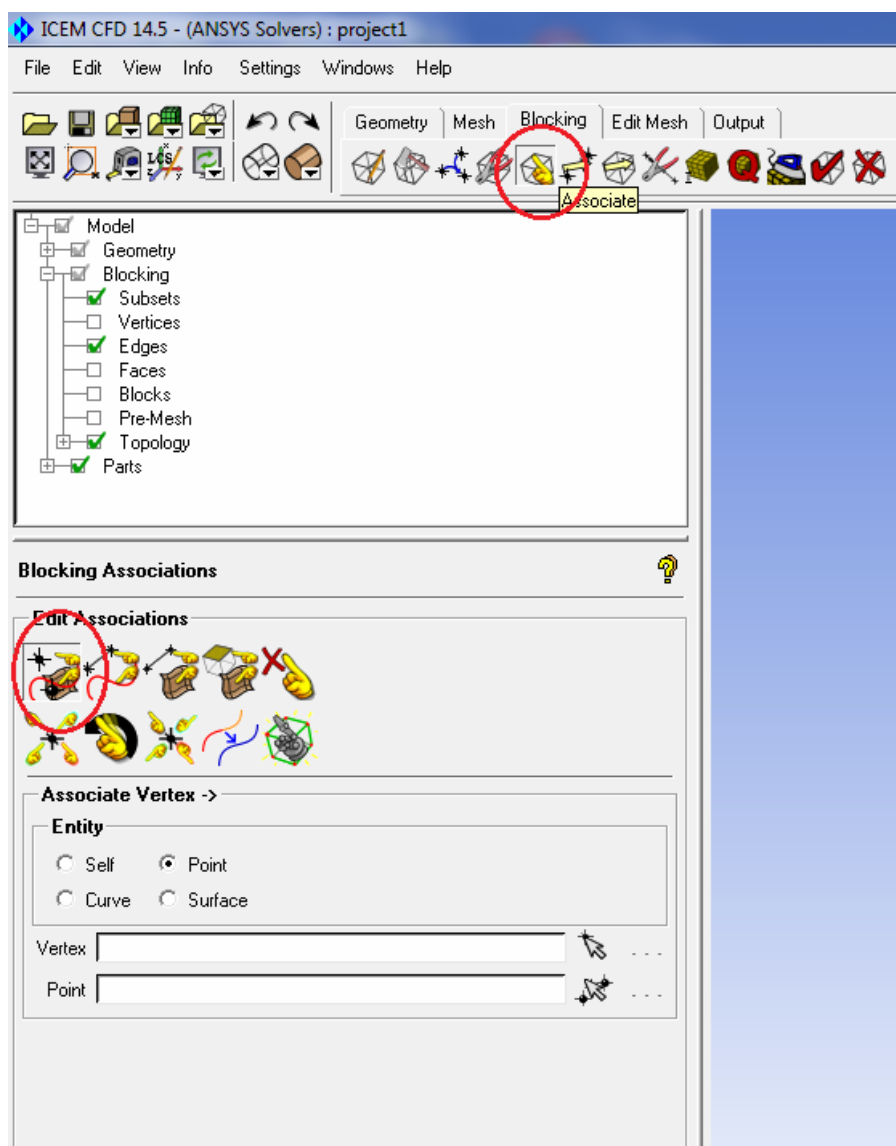 ICEM CFD 14.5 - (ANSYS Solvers) : project1
File Edit View Info Settings Windows Help
Geometry Mesh Blocking Edit Mesh Output
LCS
Associate
Model
Geometry
Blocking
Subsets
Vertices
Edges
Faces
Blocks
Pre-Mesh
Topology
Parts
Blocking Associations
Edit Associations
Associate Vertex ->
Entity
Self Point
Curve Surface
Vertex ...
Point ...